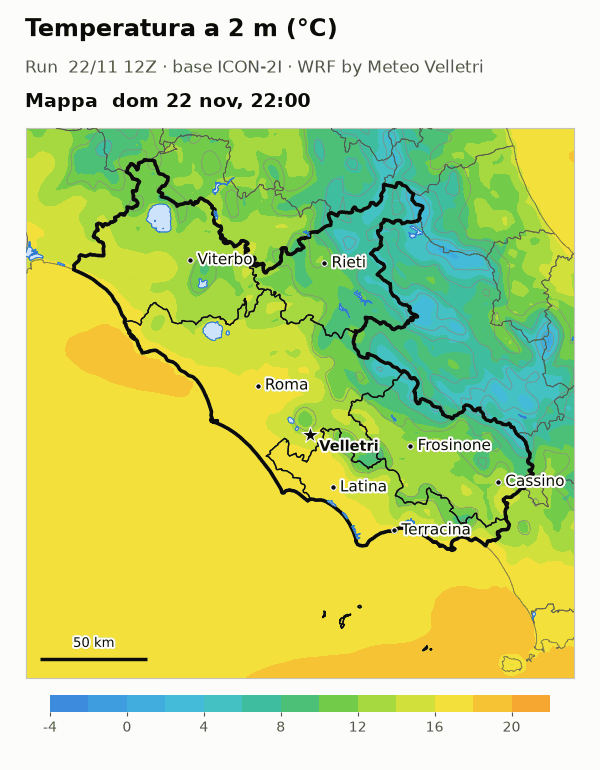 Temperatura a 2 m (°C)
Run 22/11 12Z · base ICON-2I · WRF by Meteo Velletri
Mappa dom 22 nov, 22:00
Viterbo
Rieti
Roma
Velletri
Frosinone
Cassino
Latina
Terracina
50 km
-4 0 4 8 12 16 20